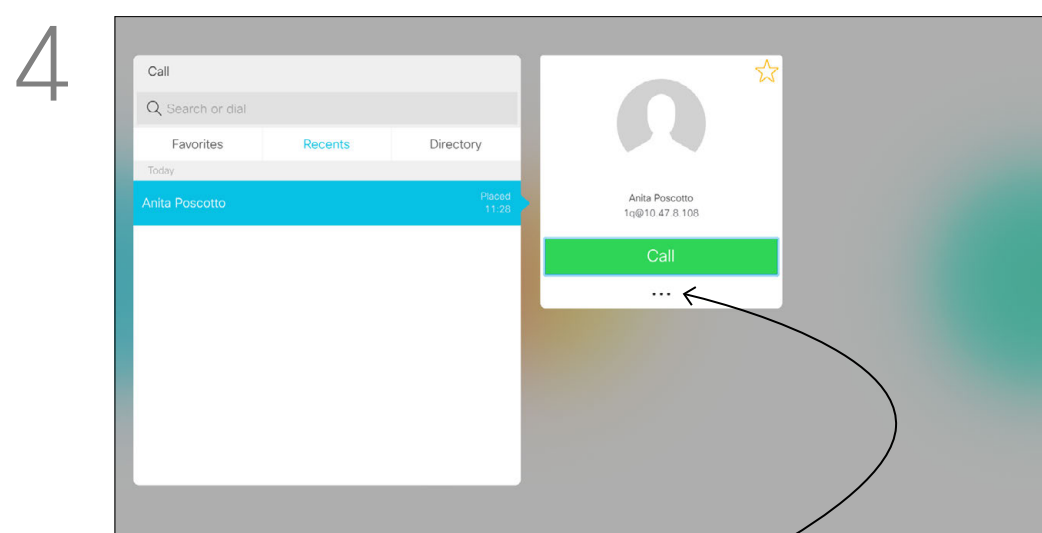 4
Call
Search or dial
Favorites Recents Directory
Today
Anita Poscotto Placed
11:28
Anita Poscotto
1q@10.47.8.108
Call
...